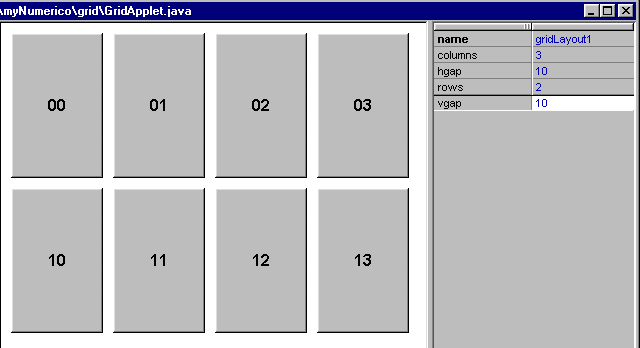 \myNumerico\grid\GridApplet.java
00 01 02 03
10 11 12 13
name gridLayout1
columns 3
hgap 10
rows 2
vgap 10